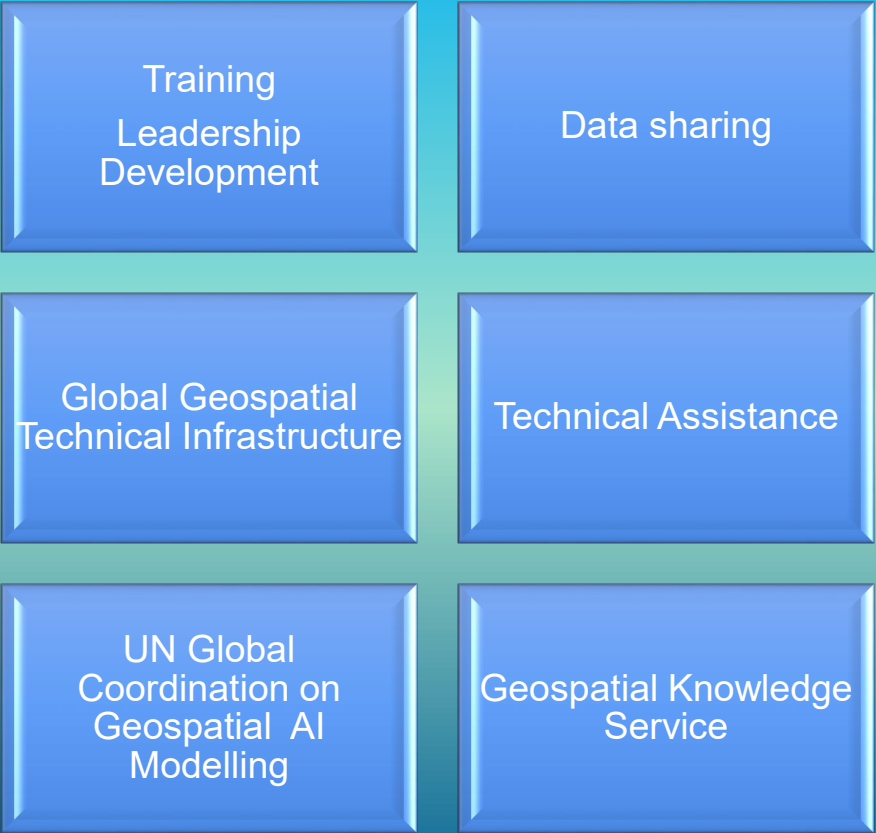 Training
Leadership
Development
Data sharing
Global Geospatial
Technical Infrastructure
Technical Assistance
UN Global
Coordination on
Geospatial  AI
Modelling
Geospatial Knowledge
Service